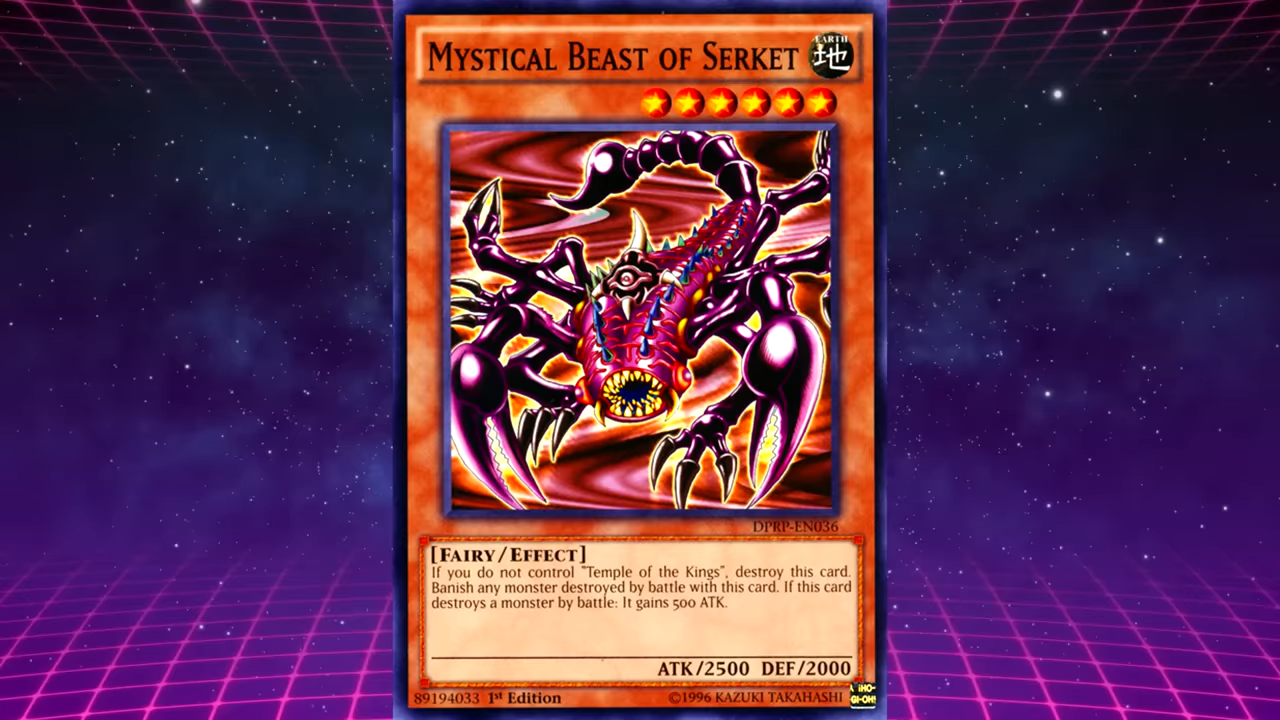 MYSTICAL BEAST OF SERKET
EARTH
地
DPRP-EN036
[FAIRY/EFFECT]
If you do not control "Temple of the Kings", destroy this card.
Banish any monster destroyed by battle with this card. If this card
destroys a monster by battle: It gains 500 ATK.
ATK/2500 DEF/2000
89194033 1st Edition ©1996 KAZUKI TAKAHASHI